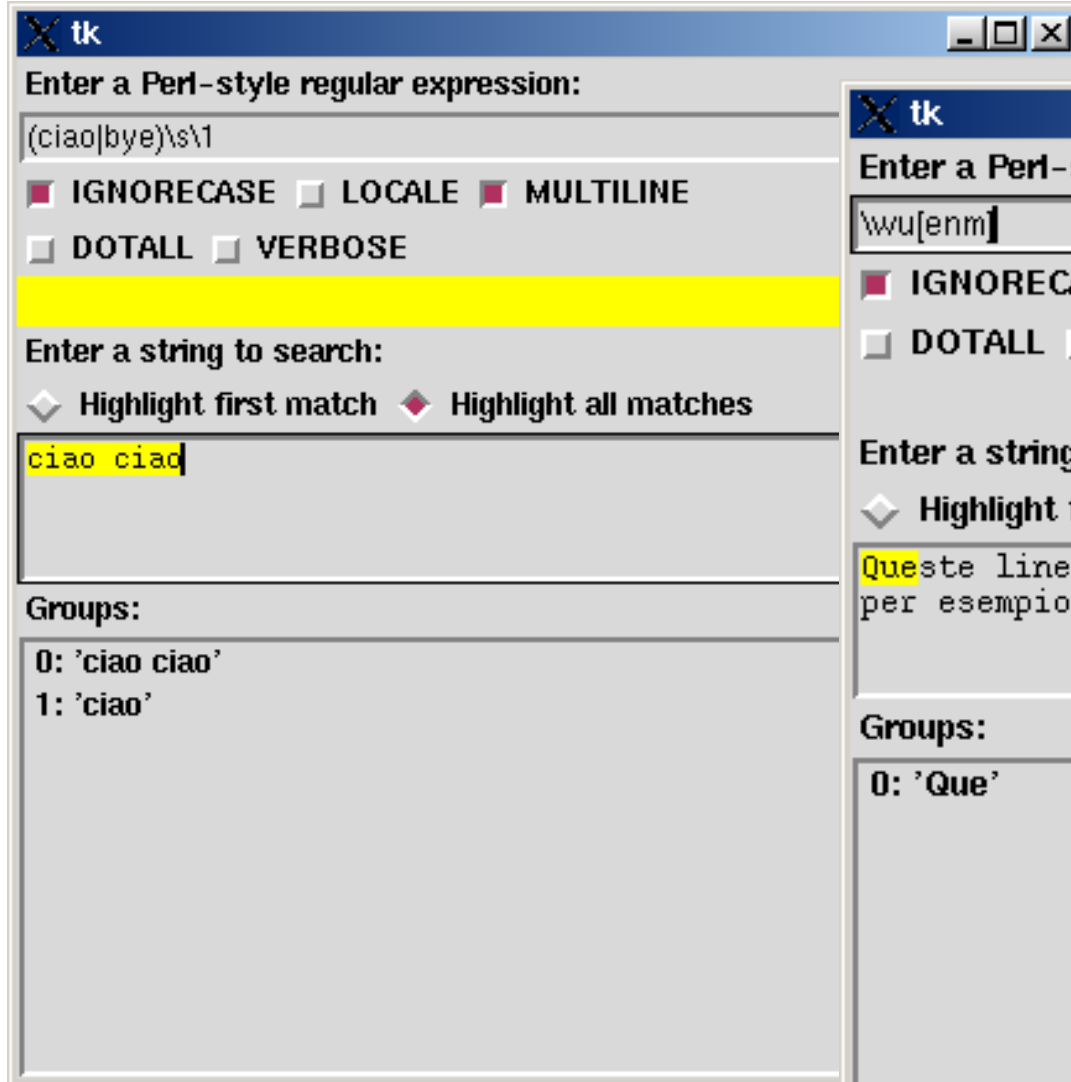 tk
Enter a Perl-style regular expression:
(ciao|bye)\s\1
IGNORECASE LOCALE MULTILINE
DOTALL VERBOSE
Enter a string to search:
Highlight first match Highlight all matches
ciao ciao
Groups:
0: 'ciao ciao'
1: 'ciao'
tk
Enter a Perl-
\wu[enm]
IGNORECA
DOTALL
Enter a string
Highlight
Queste line
per esempio
Groups:
0: 'Que'